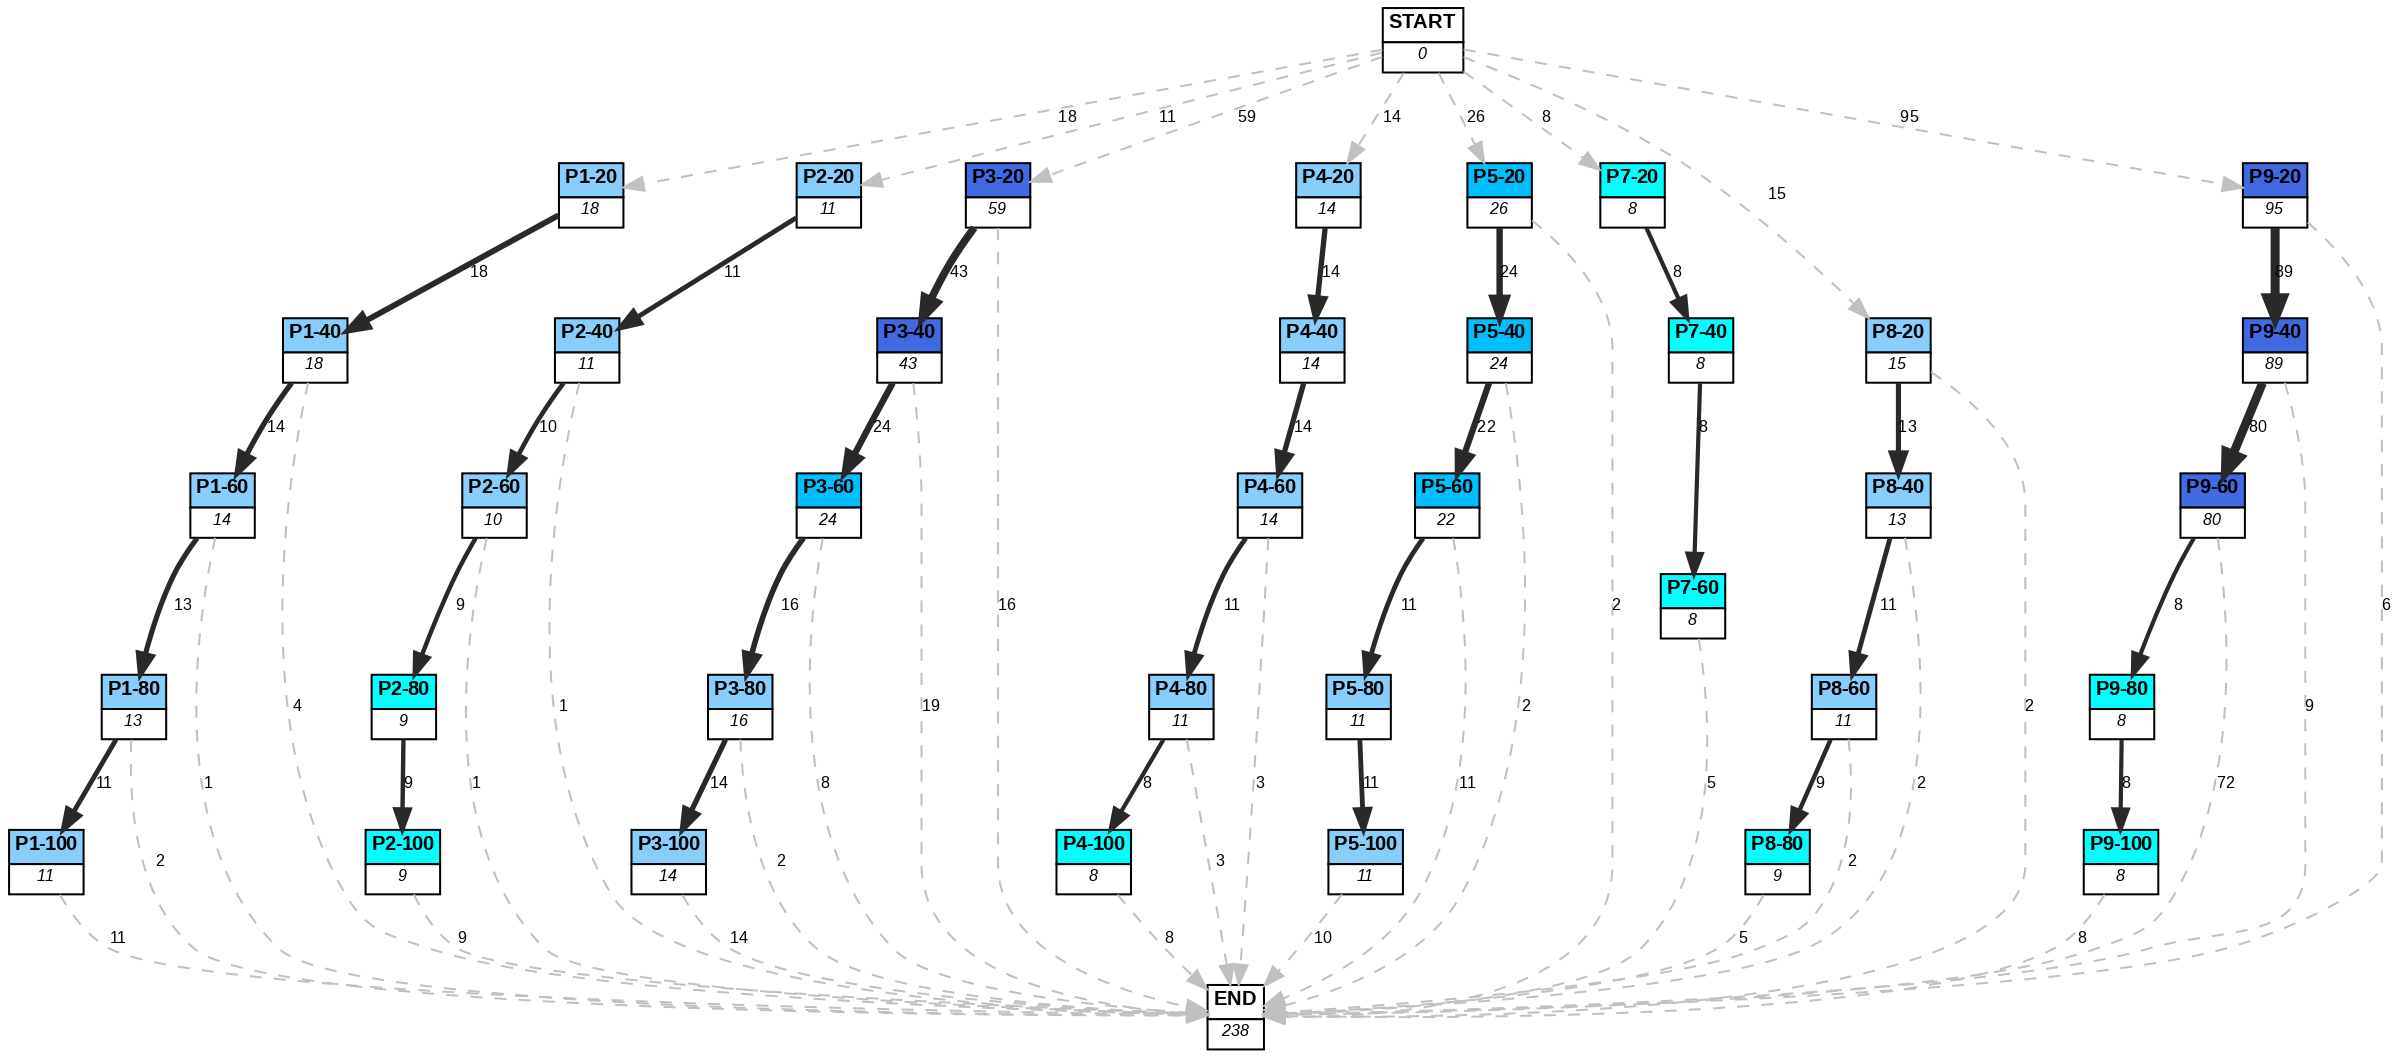 START
0
18
11
59
14
26
8
95
15
P1-20
18
P2-20
11
P3-20
59
P4-20
14
P5-20
26
P7-20
8
P9-20
95
18
11
43
14
24
8
89
P1-40
18
P2-40
11
P3-40
43
P4-40
14
P5-40
24
P7-40
8
P8-20
15
P9-40
89
14
10
24
14
22
8
13
80
P1-60
14
P2-60
10
P3-60
24
P4-60
14
P5-60
22
P8-40
13
P9-60
80
13
9
16
11
11
2
11
8
6
P7-60
8
P1-80
13
4
P2-80
9
1
P3-80
16
19
16
P4-80
11
P5-80
11
2
P8-60
11
2
P9-80
8
9
11
1
9
1
14
8
8
3
11
11
5
9
2
8
72
P1-100
11
2
P2-100
9
P3-100
14
2
P4-100
8
3
P5-100
11
P8-80
9
2
P9-100
8
11
9
14
8
10
5
8
END
238